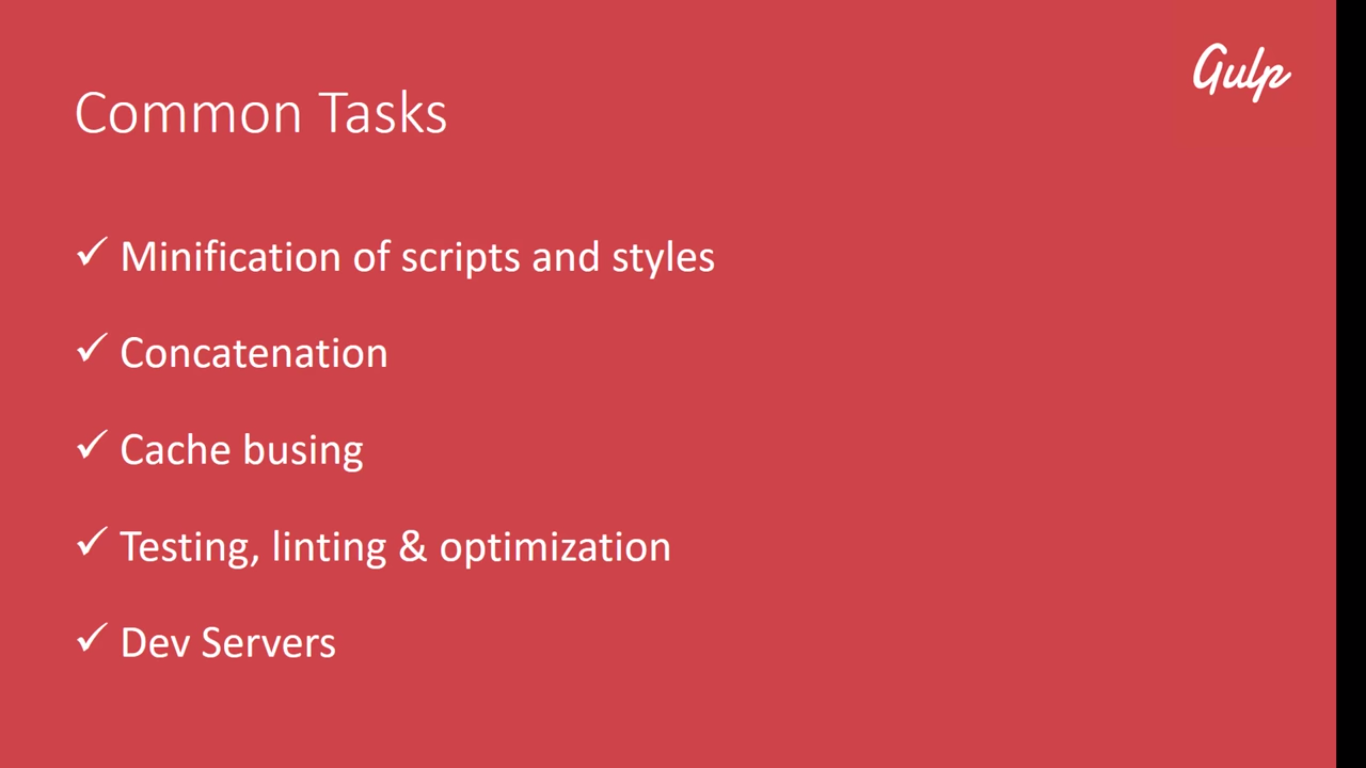 Gulp
Common Tasks
✓ Minification of scripts and styles
✓ Concatenation
✓ Cache busing
✓ Testing, linting & optimization
✓ Dev Servers